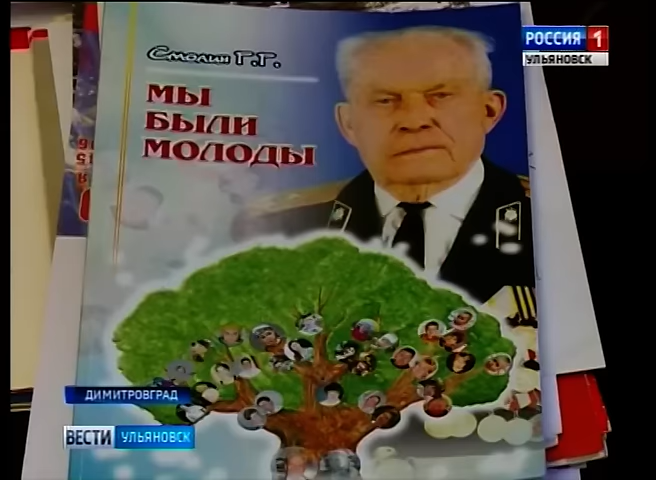 РОССИЯ 1
УЛЬЯНОВСК
Смолин Г.Г.
МЫ
БЫЛИ
МОЛОДЫ
ДИМИТРОВГРАД
ВЕСТИ УЛЬЯНОВСК